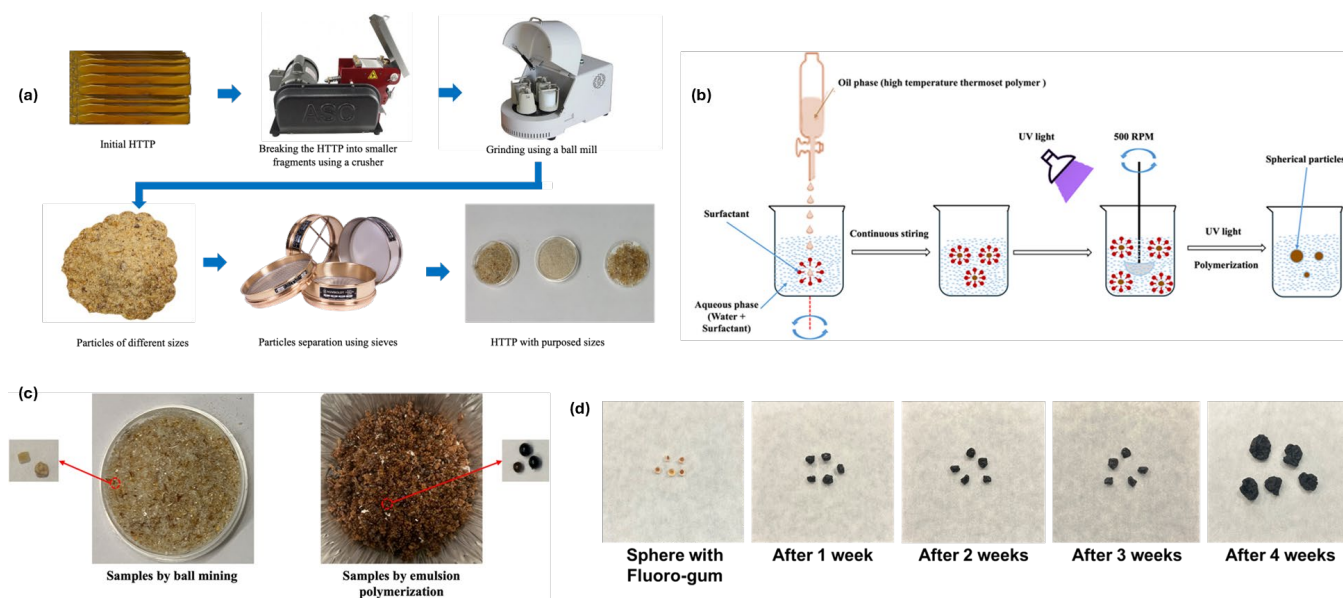 (a)
ASC
Initial HTTP
Breaking the HTTP into smaller
fragments using a crusher
Grinding using a ball mill
Particles of different sizes
Particles separation using sieves
HTTP with purposed sizes
(b)
Oil phase (high temperature thermoset polymer )
UV light
500 RPM
Spherical particles
Surfactant
Continuous stiring
UV light
Polymerization
Aqueous phase
(Water +
Surfactant)
(c)
Samples by ball mining
Samples by emulsion
polymerization
(d)
Sphere with
Fluoro-gum
After 1 week
After 2 weeks
After 3 weeks
After 4 weeks